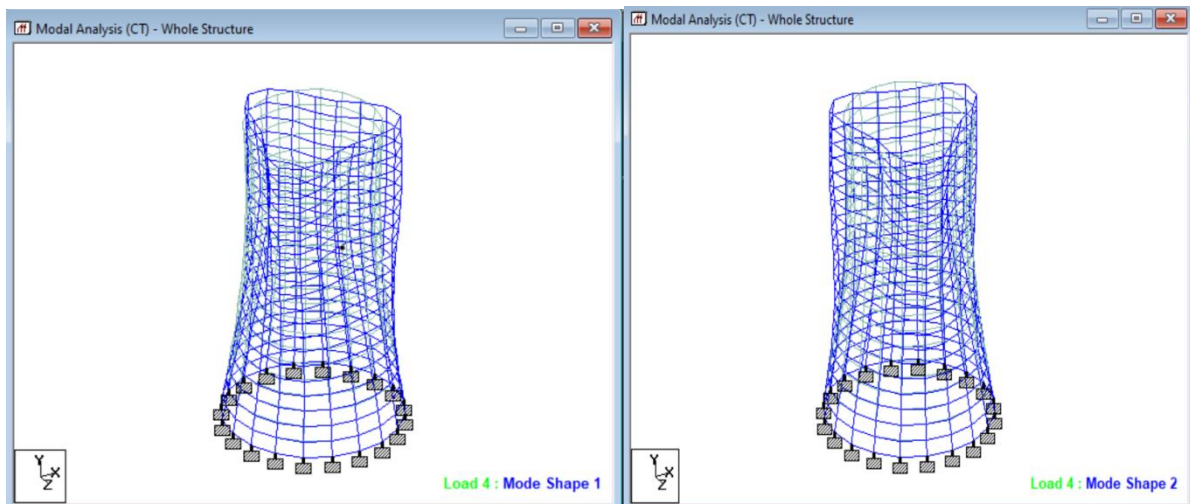 Modal Analysis (CT) - Whole Structure
Y
X
Z
Load 4 : Mode Shape 1
Modal Analysis (CT) - Whole Structure
Y
X
Z
Load 4 : Mode Shape 2